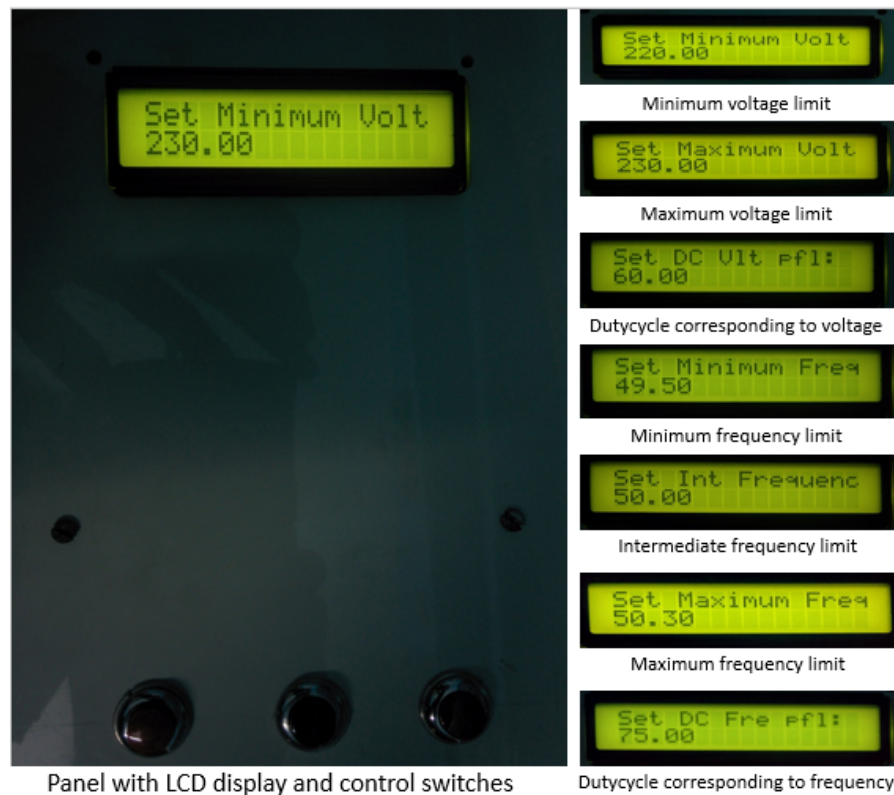 Set Minimum Volt
230.00
Panel with LCD display and control switches
Set Minimum Volt
220.00
Minimum voltage limit
Set Maximum Volt
230.00
Maximum voltage limit
Set DC Vlt pfl:
60.00
Dutycycle corresponding to voltage
Set Minimum Freq
49.50
Minimum frequency limit
Set Int Frequenc
50.00
Intermediate frequency limit
Set Maximum Freq
50.30
Maximum frequency limit
Set DC Fre pfl:
75.00
Dutycycle corresponding to frequency